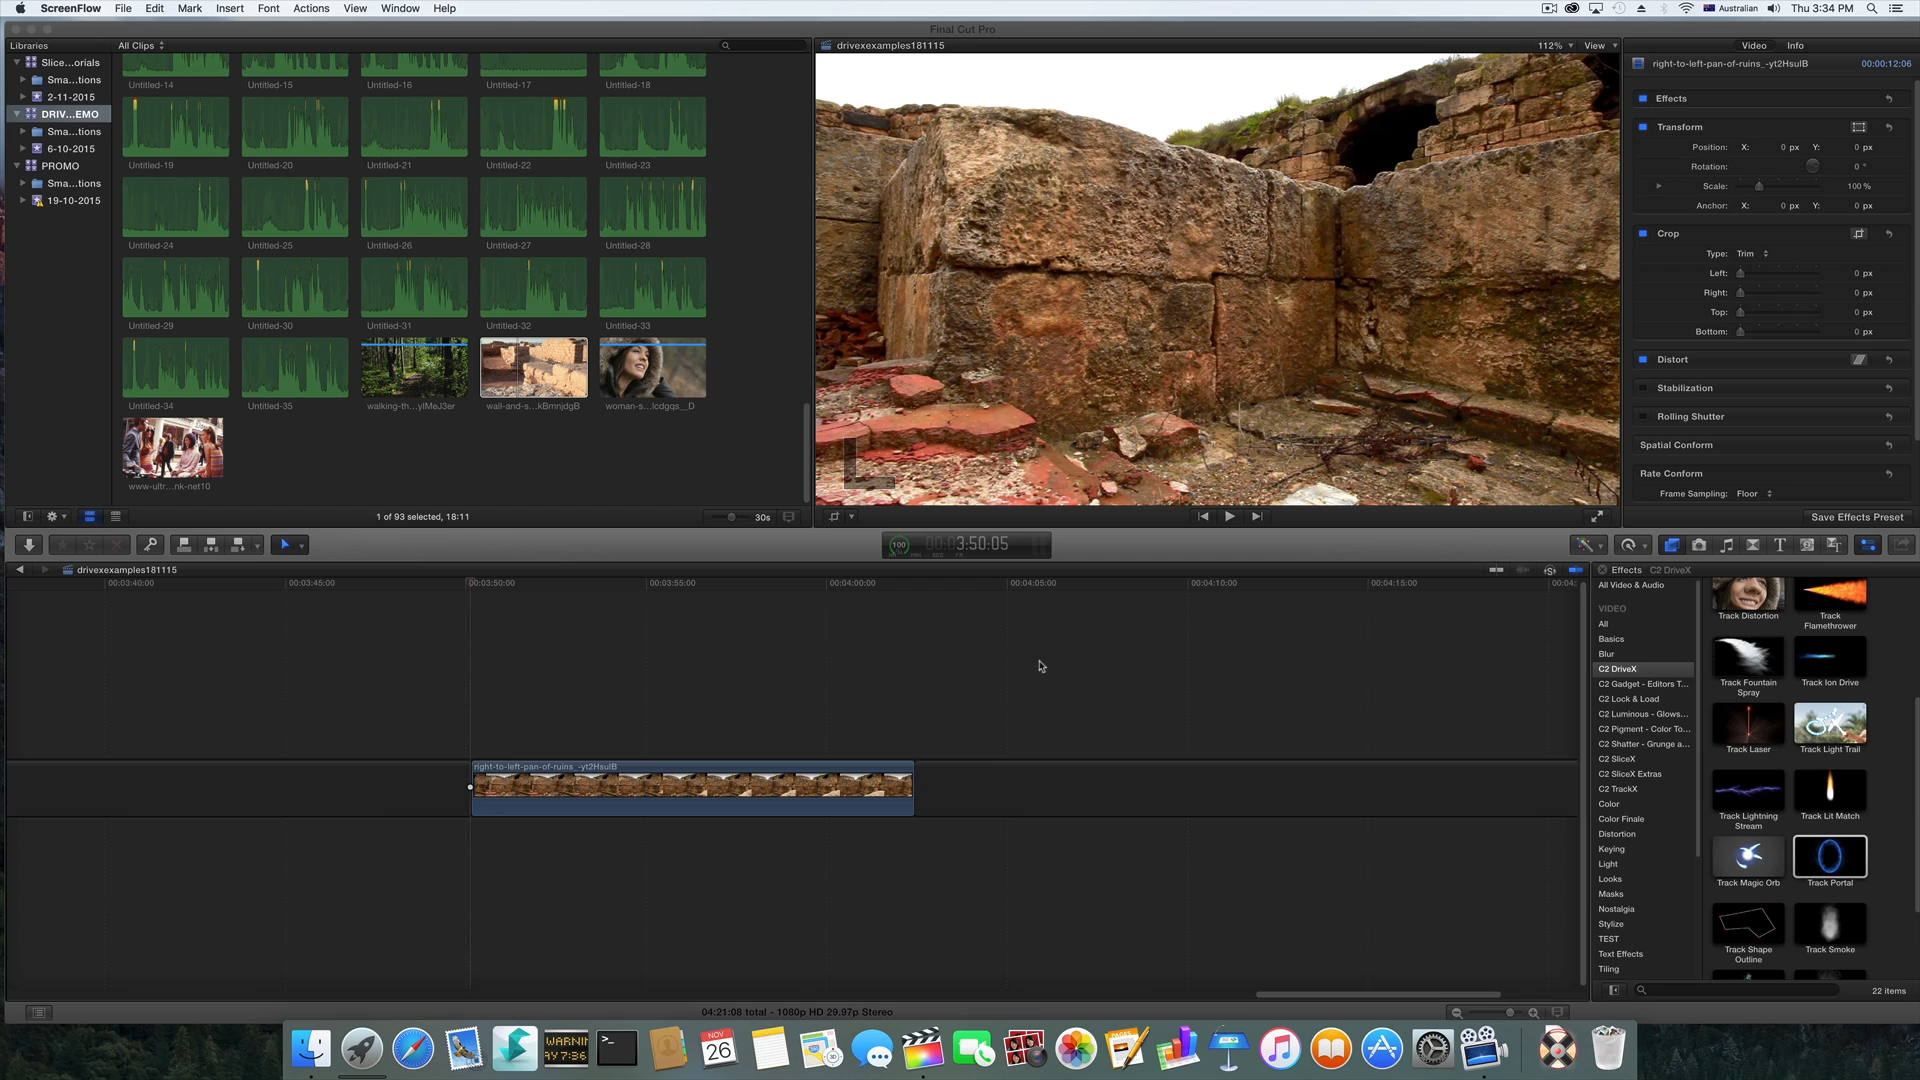 ScreenFlow File Edit Mark Insert Font Actions View Window Help
Australian Thu 3:34 PM
Final Cut Pro
Libraries
All Clips
Slice...orials
Sma...tions
2-11-2015
DRIV...EMO
Sma...tions
6-10-2015
PROMO
Sma...tions
19-10-2015
Untitled-14 Untitled-15 Untitled-16 Untitled-17 Untitled-18
Untitled-19 Untitled-20 Untitled-21 Untitled-22 Untitled-23
Untitled-24 Untitled-25 Untitled-26 Untitled-27 Untitled-28
Untitled-29 Untitled-30 Untitled-31 Untitled-32 Untitled-33
Untitled-34 Untitled-35 walking-th...ylMeJ3er wall-and-s...kBmnjdgB woman-s...lcdgqs__D
www-ultr...nk-net10
1 of 93 selected, 18:11
30s
drivexexamples181115
112% View
Video Info
right-to-left-pan-of-ruins_-yt2HsulB 00:00:12:06
Effects
Transform
Position: X: 0 px Y: 0 px
Rotation: 0 °
Scale: 100 %
Anchor: X: 0 px Y: 0 px
Crop
Type: Trim
Left: 0 px
Right: 0 px
Top: 0 px
Bottom: 0 px
Distort
Stabilization
Rolling Shutter
Spatial Conform
Rate Conform
Frame Sampling: Floor
Save Effects Preset
100 00:03:50:05
drivexexamples181115
00:03:40:00 00:03:45:00 00:03:50:00 00:03:55:00 00:04:00:00 00:04:05:00 00:04:10:00 00:04:15:00 00:04:
right-to-left-pan-of-ruins_-yt2HsulB
04:21:08 total - 1080p HD 29.97p Stereo
Effects C2 DriveX
All Video & Audio
VIDEO
All
Basics
Blur
C2 DriveX
C2 Gadget - Editors T...
C2 Lock & Load
C2 Luminous - Glows...
C2 Pigment - Color To...
C2 Shatter - Grunge a...
C2 SliceX
C2 SliceX Extras
C2 TrackX
Color
Color Finale
Distortion
Keying
Light
Looks
Masks
Nostalgia
Stylize
TEST
Text Effects
Tiling
Track Distortion
Track Flamethrower
Track Fountain Spray
Track Ion Drive
Track Laser
Track Light Trail
Track Lightning Stream
Track Lit Match
Track Magic Orb
Track Portal
Track Shape Outline
Track Smoke
22 items
WARNIN
AY 7:36
NOV
26
PAGES